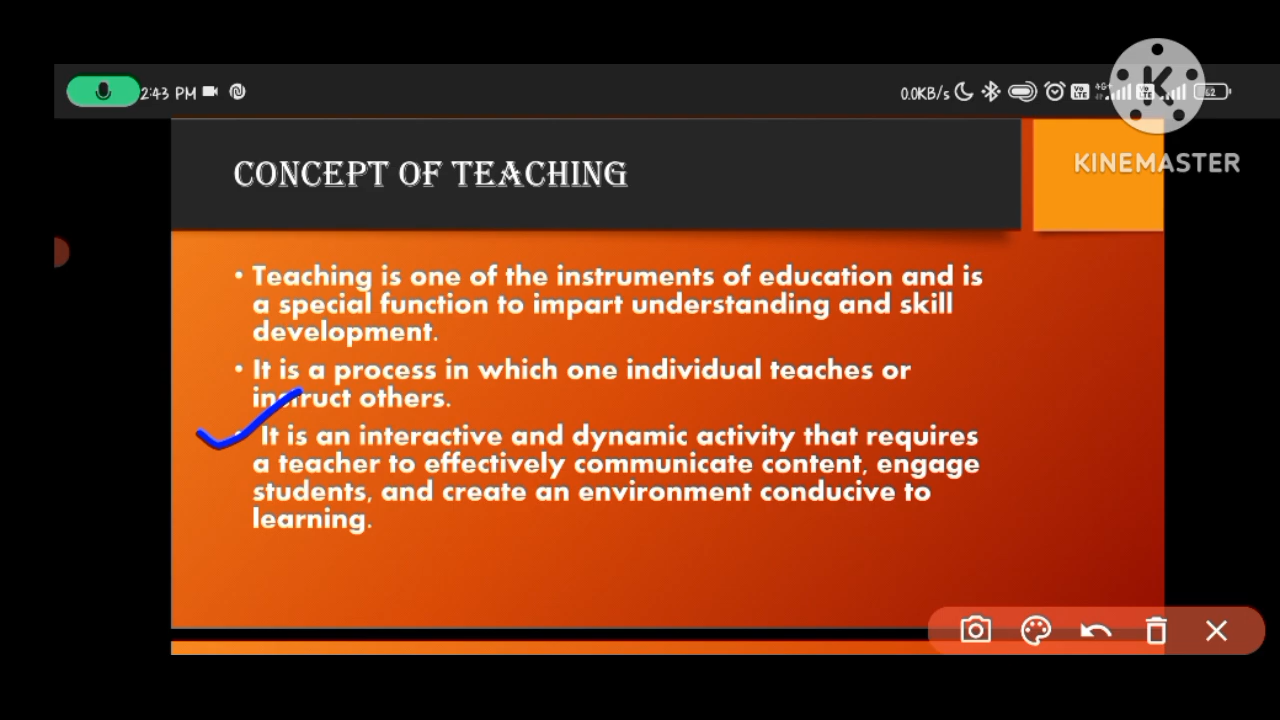 2:43 PM
0.0KB/s
62
KINEMASTER
CONCEPT OF TEACHING
• Teaching is one of the instruments of education and is
a special function to impart understanding and skill
development.
• It is a process in which one individual teaches or
instruct others.
• It is an interactive and dynamic activity that requires
a teacher to effectively communicate content, engage
students, and create an environment conducive to
learning.